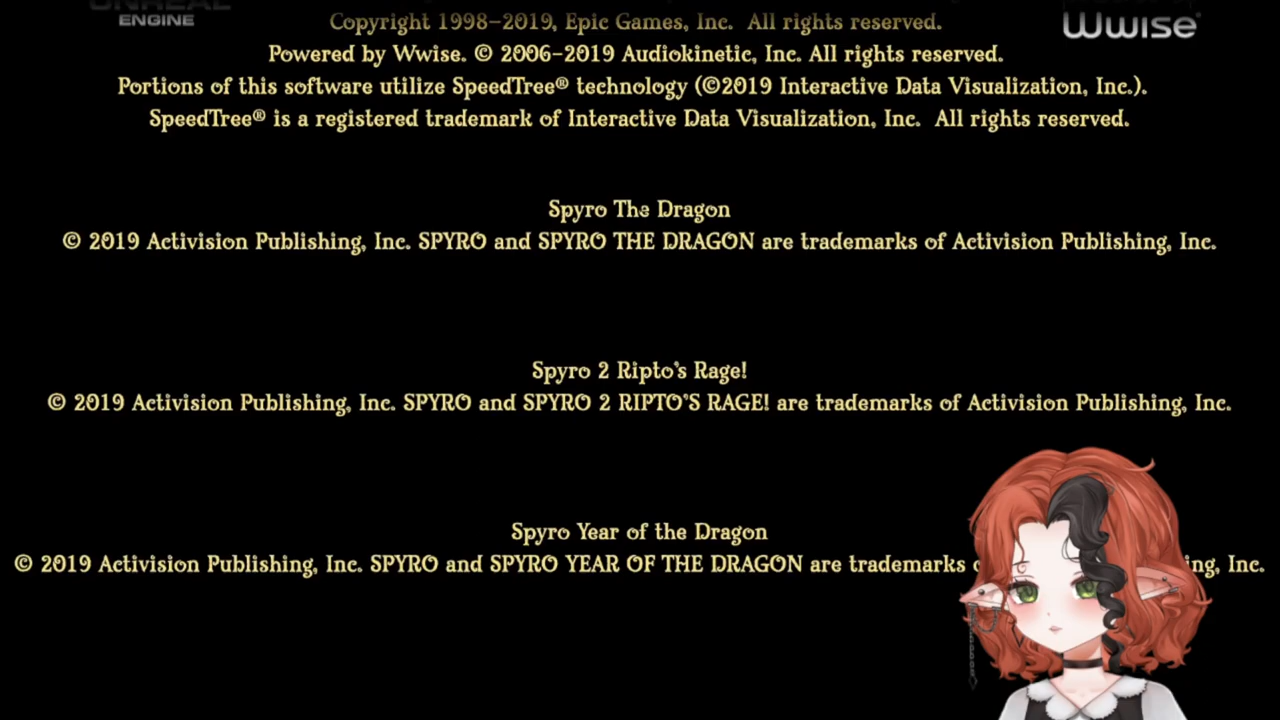 UNREAL
ENGINE
Wwise
Copyright 1998-2019, Epic Games, Inc. All rights reserved.
Powered by Wwise. © 2006-2019 Audiokinetic, Inc. All rights reserved.
Portions of this software utilize SpeedTree® technology (©2019 Interactive Data Visualization, Inc.).
SpeedTree® is a registered trademark of Interactive Data Visualization, Inc. All rights reserved.
Spyro The Dragon
© 2019 Activision Publishing, Inc. SPYRO and SPYRO THE DRAGON are trademarks of Activision Publishing, Inc.
Spyro 2 Ripto's Rage!
© 2019 Activision Publishing, Inc. SPYRO and SPYRO 2 RIPTO'S RAGE! are trademarks of Activision Publishing, Inc.
Spyro Year of the Dragon
© 2019 Activision Publishing, Inc. SPYRO and SPYRO YEAR OF THE DRAGON are trademarks ing, Inc.